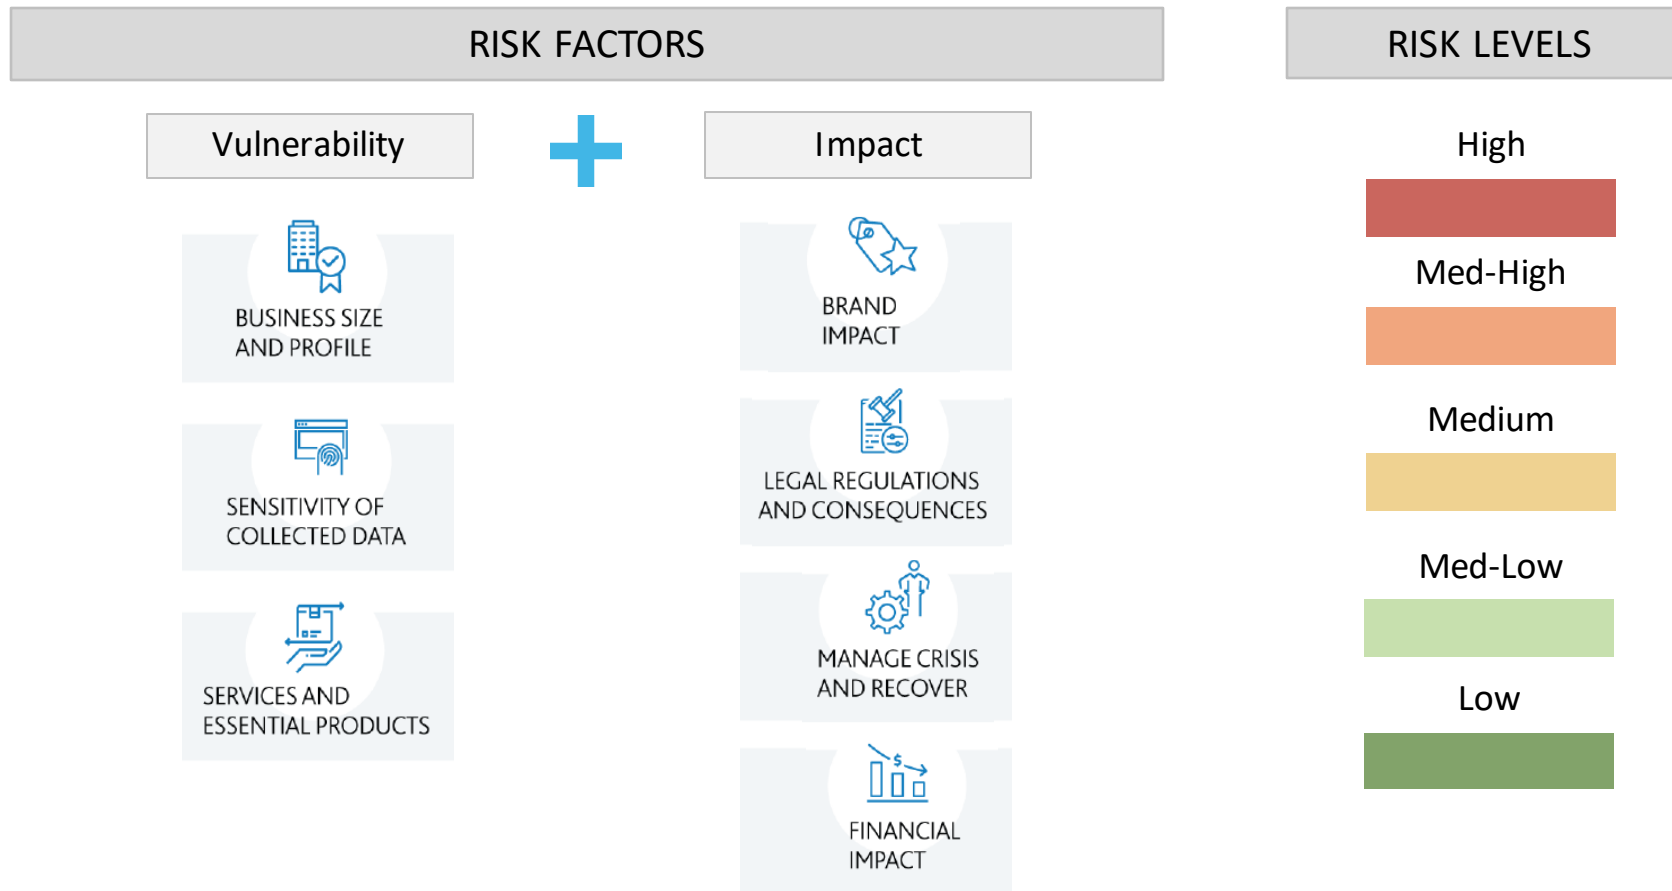 RISK FACTORS
RISK LEVELS
Vulnerability
Impact
BUSINESS SIZE
AND PROFILE
SENSITIVITY OF
COLLECTED DATA
SERVICES AND
ESSENTIAL PRODUCTS
BRAND
IMPACT
LEGAL REGULATIONS
AND CONSEQUENCES
MANAGE CRISIS
AND RECOVER
$
FINANCIAL
IMPACT
High
Med-High
Medium
Med-Low
Low